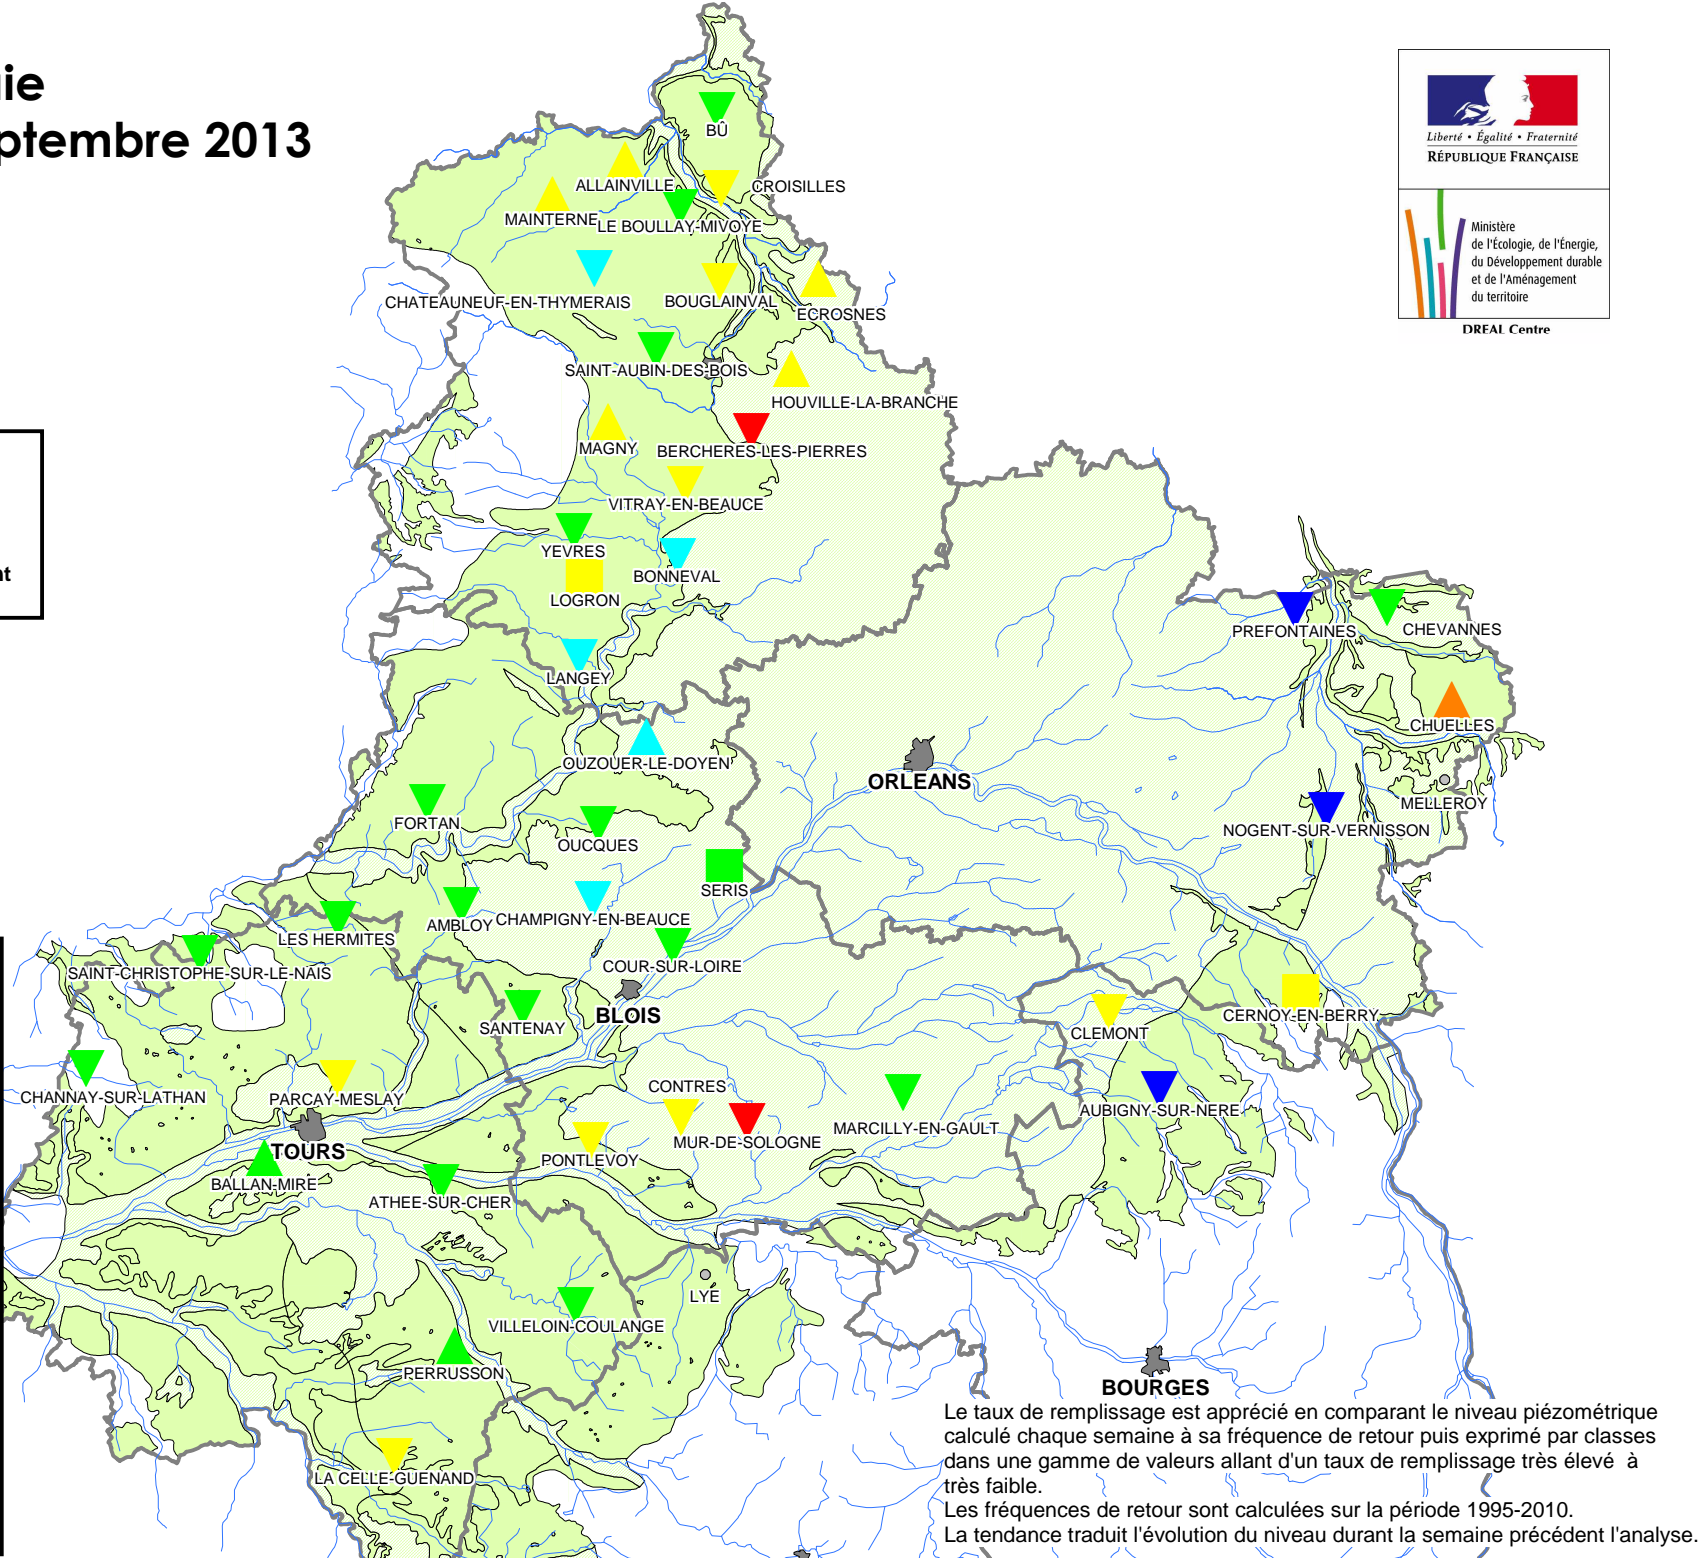 ptembre 2013
BÛ
ALLAINVILLE
CROISILLES
MAINTERNE
LE BOULLAY-MIVOYE
CHATEAUNEUF-EN-THYMERAIS
BOUGLAINVAL
ECROSNES
SAINT-AUBIN-DES-BOIS
HOUVILLE-LA-BRANCHE
MAGNY
BERCHERES-LES-PIERRES
VITRAY-EN-BEAUCE
YEVRES
BONNEVAL
LOGRON
LANGEY
PREFONTAINES
CHEVANNES
CHUELLES
OUZOUER-LE-DOYEN
ORLEANS
MELLEROY
FORTAN
OUCQUES
NOGENT-SUR-VERNISSON
SERIS
AMBLOY
CHAMPIGNY-EN-BEAUCE
LES HERMITES
COUR-SUR-LOIRE
SAINT-CHRISTOPHE-SUR-LE-NAIS
SANTENAY
BLOIS
CERNOY-EN-BERRY
CLEMONT
CHANNAY-SUR-LATHAN
PARCAY-MESLAY
CONTRES
AUBIGNY-SUR-NERE
MARCILLY-EN-GAULT
MUR-DE-SOLOGNE
TOURS
PONTLEVOY
BALLAN-MIRE
ATHEE-SUR-CHER
LYE
VILLELOIN-COULANGE
PERRUSSON
BOURGES
LA CELLE-GUENAND
Liberté • Égalité • Fraternité
RÉPUBLIQUE FRANÇAISE
Ministère
de l'Écologie, de l'Énergie,
du Développement durable
et de l'Aménagement
du territoire
DREAL Centre
Le taux de remplissage est apprécié en comparant le niveau piézométrique
calculé chaque semaine à sa fréquence de retour puis exprimé par classes
dans une gamme de valeurs allant d'un taux de remplissage très élevé à
très faible.
Les fréquences de retour sont calculées sur la période 1995-2010.
La tendance traduit l'évolution du niveau durant la semaine précédent l'analyse.